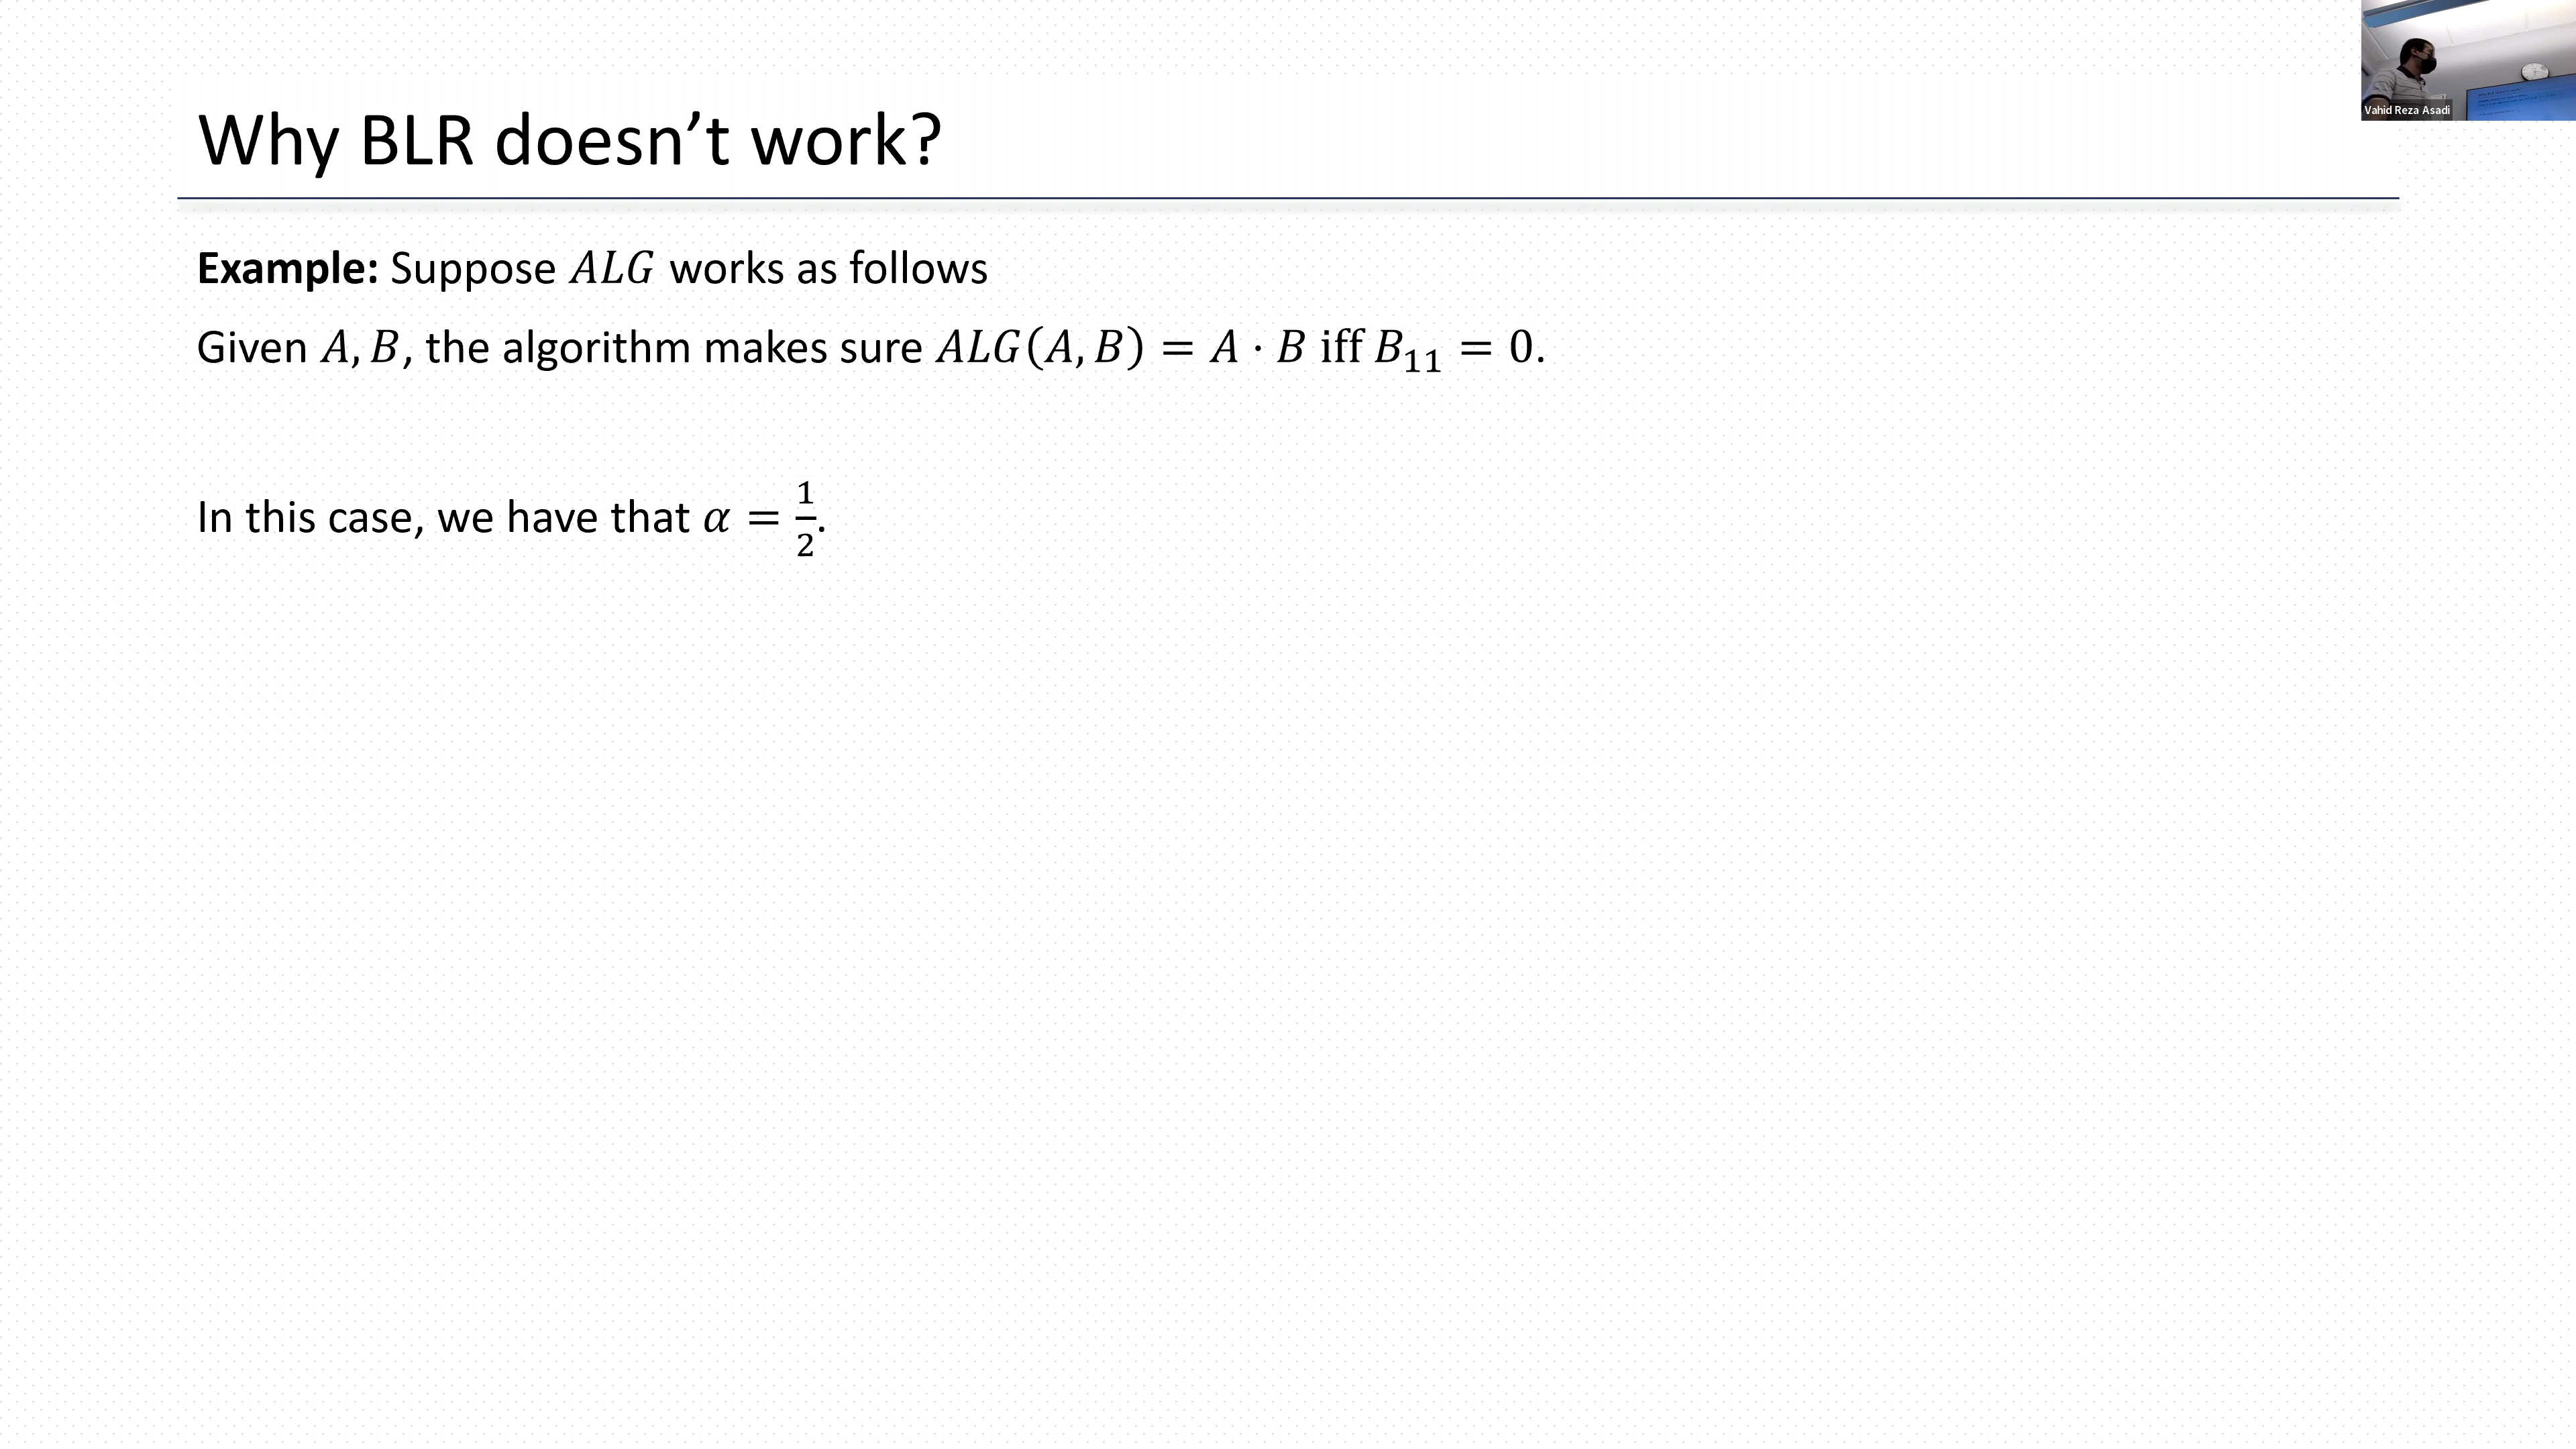 Why BLR doesn’t work?
Vahid Reza Asadi
Example: Suppose 𝐴𝐿𝐺 works as follows
Given 𝐴, 𝐵, the algorithm makes sure 𝐴𝐿𝐺(𝐴, 𝐵) = 𝐴 · 𝐵 iff 𝐵₁₁ = 0.
In this case, we have that 𝛼 = 1/2.